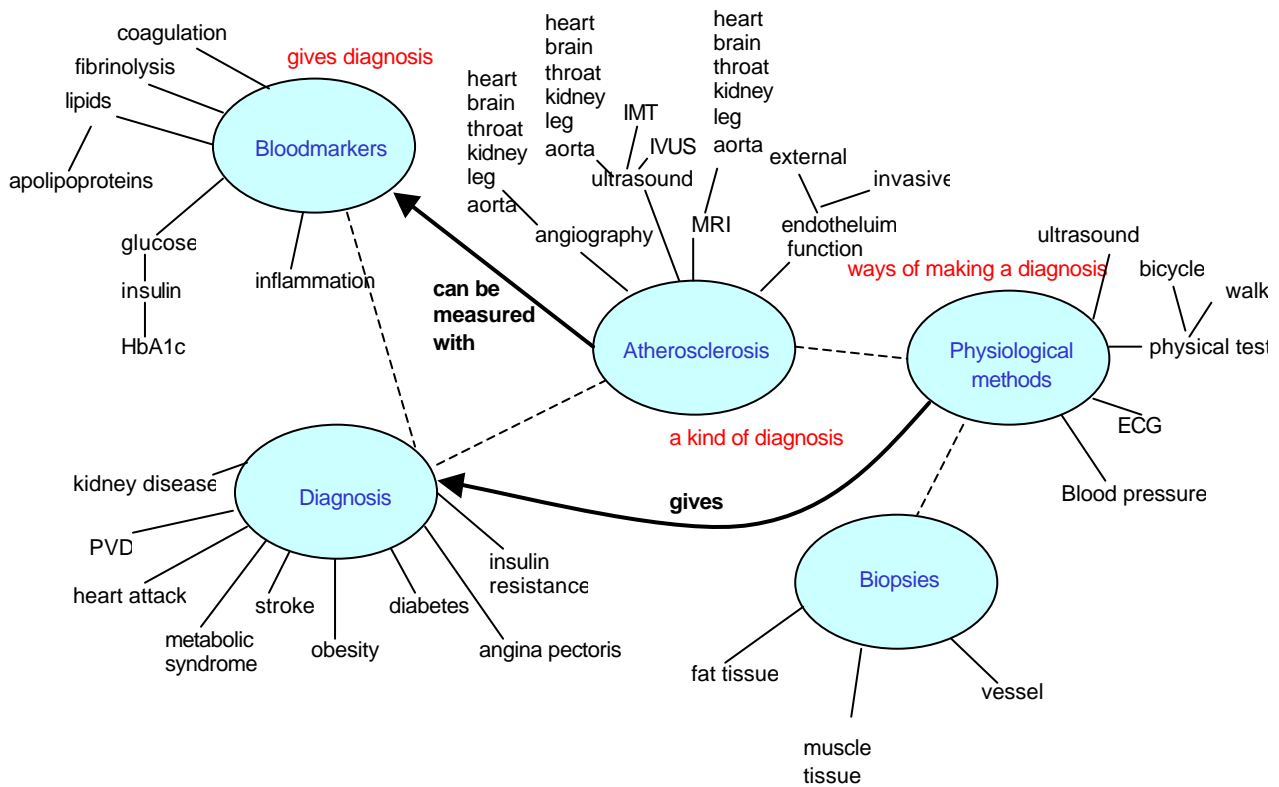 coagulation
fibrinolysis
lipids
apolipoproteins
gives diagnosis
Bloodmarkers
glucose
insulin
HbA1c
inflammation
can be
measured
with
heart
brain
throat
kidney
leg
aorta
angiography
heart
brain
throat
kidney
leg
aorta
IMT
IVUS
ultrasound
heart
brain
throat
kidney
leg
aorta
MRI
external
invasive
endotheluim
function
Atherosclerosis
a kind of diagnosis
ways of making a diagnosis
ultrasound
bicycle
walk
physical test
Physiological
methods
ECG
Blood pressure
gives
Diagnosis
kidney disease
PVD
heart attack
metabolic
syndrome
stroke
obesity
diabetes
insulin
resistance
angina pectoris
Biopsies
fat tissue
muscle
tissue
vessel